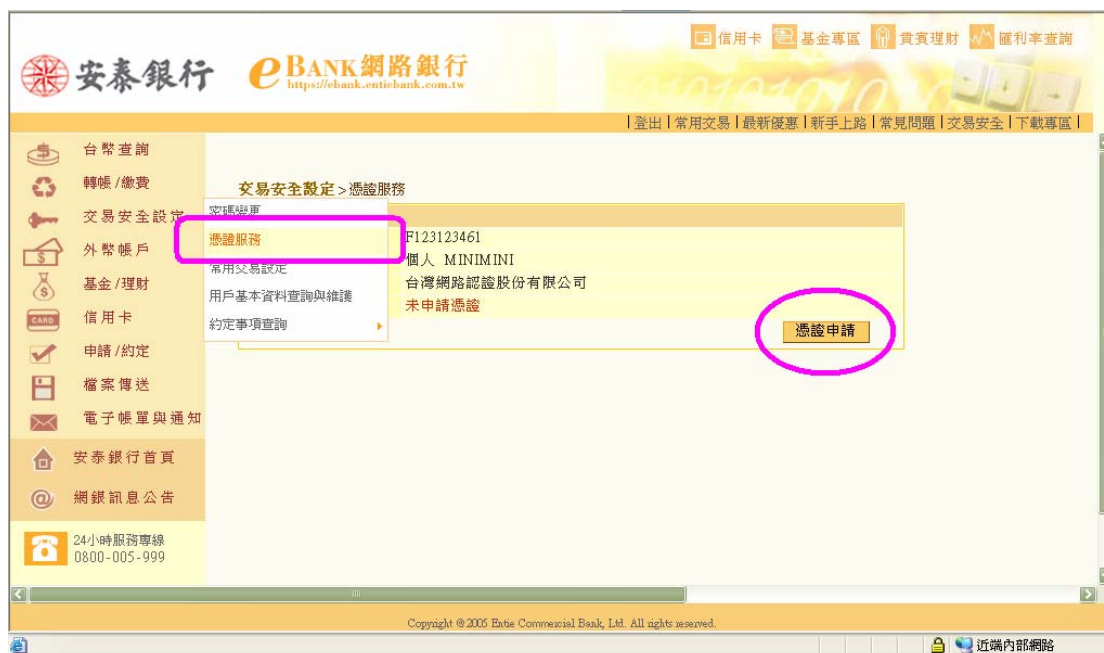 信用卡 基金專區 貴賓理財 匯利率查詢
安泰銀行 eBANK網路銀行
https://ebank.entiebank.com.tw
登出 | 常用交易 | 最新優惠 | 新手上路 | 常見問題 | 交易安全 | 下載專區
台幣查詢
轉帳/繳費
交易安全設定
外幣帳戶
基金/理財
信用卡
申請/約定
檔案傳送
電子帳單與通知
安泰銀行首頁
網銀訊息公告
24小時服務專線
0800-005-999
交易安全設定>憑證服務
密碼變更
憑證服務
常用交易設定
用戶基本資料查詢與維護
約定事項查詢
F123123461
個人 MINIMINI
台灣網路認證股份有限公司
未申請憑證
憑證申請
Copyright @ 2005 Entie Commercial Bank, Ltd. All rights reserved.
近端內部網路